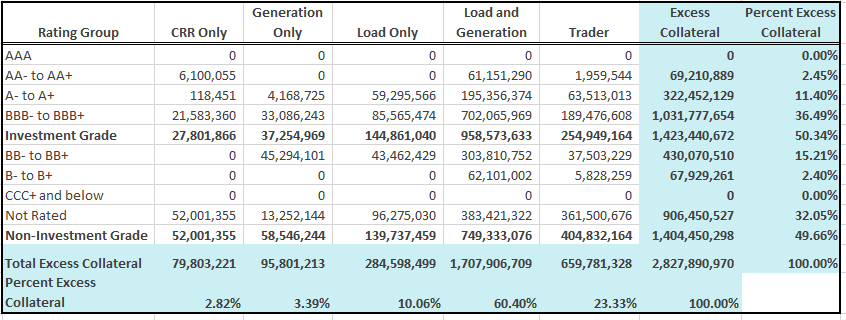 Rating Group CRR Only Generation Only Load Only Load and Generation Trader Excess Collateral Percent Excess Collateral
AAA 0 0 0 0 0 0 0.00%
AA- to AA+ 6,100,055 0 0 61,151,290 1,959,544 69,210,889 2.45%
A- to A+ 118,451 4,168,725 59,295,566 195,356,374 63,513,013 322,452,129 11.40%
BBB- to BBB+ 21,583,360 33,086,243 85,565,474 702,065,969 189,476,608 1,031,777,654 36.49%
Investment Grade 27,801,866 37,254,969 144,861,040 958,573,633 254,949,164 1,423,440,672 50.34%
BB- to BB+ 0 45,294,101 43,462,429 303,810,752 37,503,229 430,070,510 15.21%
B- to B+ 0 0 0 62,101,002 5,828,259 67,929,261 2.40%
CCC+ and below 0 0 0 0 0 0 0.00%
Not Rated 52,001,355 13,252,144 96,275,030 383,421,322 361,500,676 906,450,527 32.05%
Non-Investment Grade 52,001,355 58,546,244 139,737,459 749,333,076 404,832,164 1,404,450,298 49.66%
Total Excess Collateral 79,803,221 95,801,213 284,598,499 1,707,906,709 659,781,328 2,827,890,970 100.00%
Percent Excess
Collateral 2.82% 3.39% 10.06% 60.40% 23.33% 100.00%